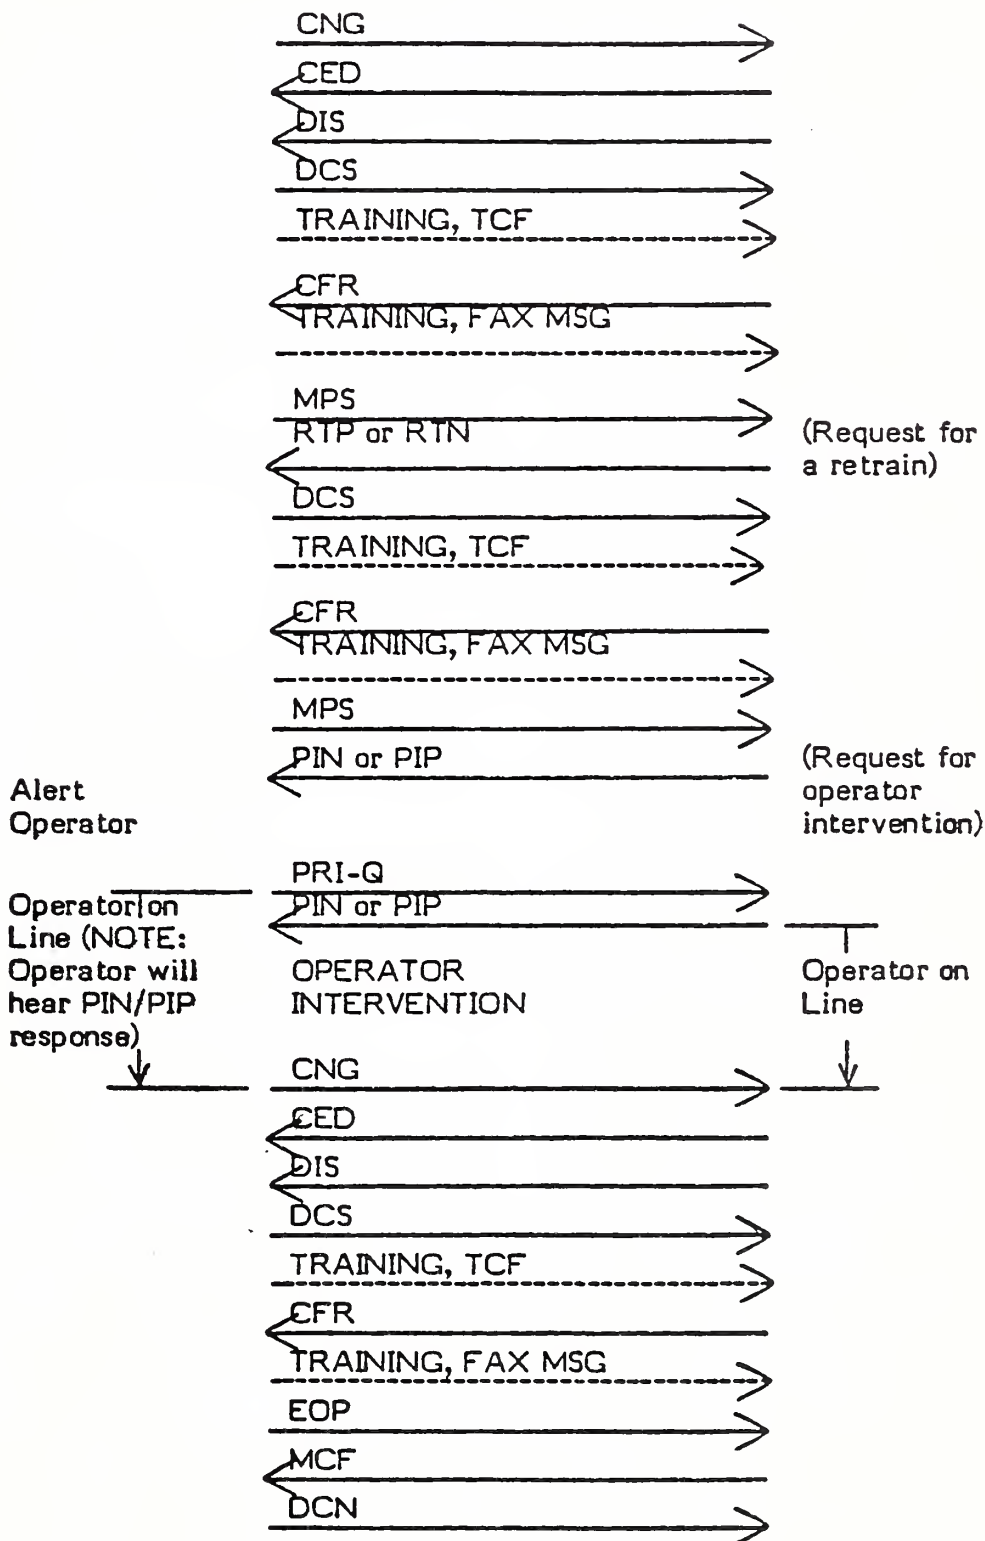 CNG
CED
DIS
DCS
TRAINING, TCF
CFR
TRAINING, FAX MSG
MPS
RTP or RTN
(Request for
a retrain)
DCS
TRAINING, TCF
CFR
TRAINING, FAX MSG
MPS
PIN or PIP
(Request for
operator
intervention)
Alert
Operator
PRI-Q
PIN or PIP
Operator on
Line (NOTE:
Operator will
hear PIN/PIP
response)
OPERATOR
INTERVENTION
Operator on
Line
CNG
CED
DIS
DCS
TRAINING, TCF
CFR
TRAINING, FAX MSG
EOP
MCF
DCN